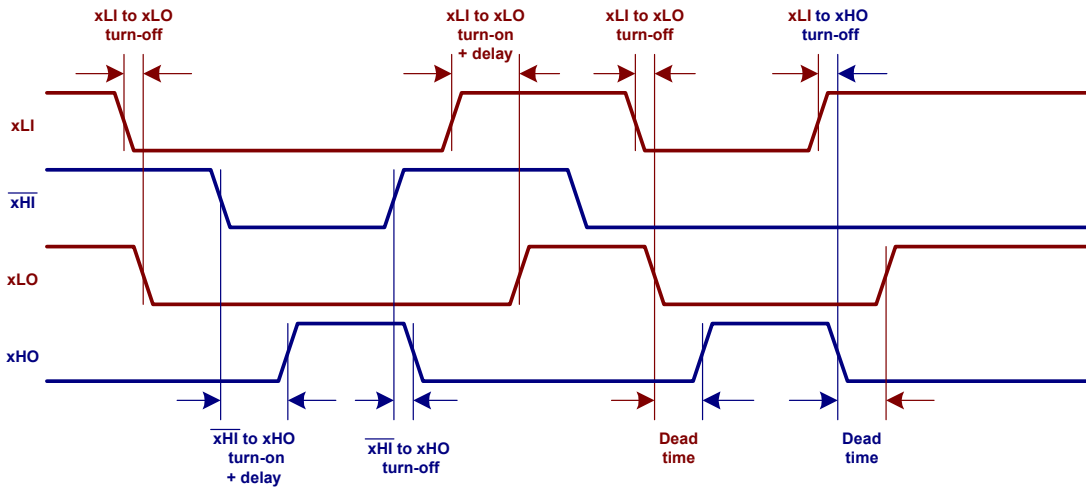 xLI to xLO
turn-off
xLI to xLO
turn-on
+ delay
xLI to xLO
turn-off
xLI to xHO
turn-off
xLI
xHI
xLO
xHO
xHI to xHO
turn-on
+ delay
xHI to xHO
turn-off
Dead
time
Dead
time